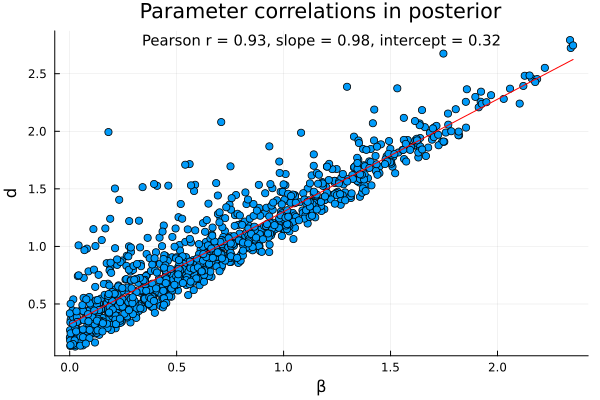 Parameter correlations in posterior
Pearson r = 0.93, slope = 0.98, intercept = 0.32
2.5
2.0
1.5
1.0
0.5
d
0.0 0.5 1.0 1.5 2.0
β